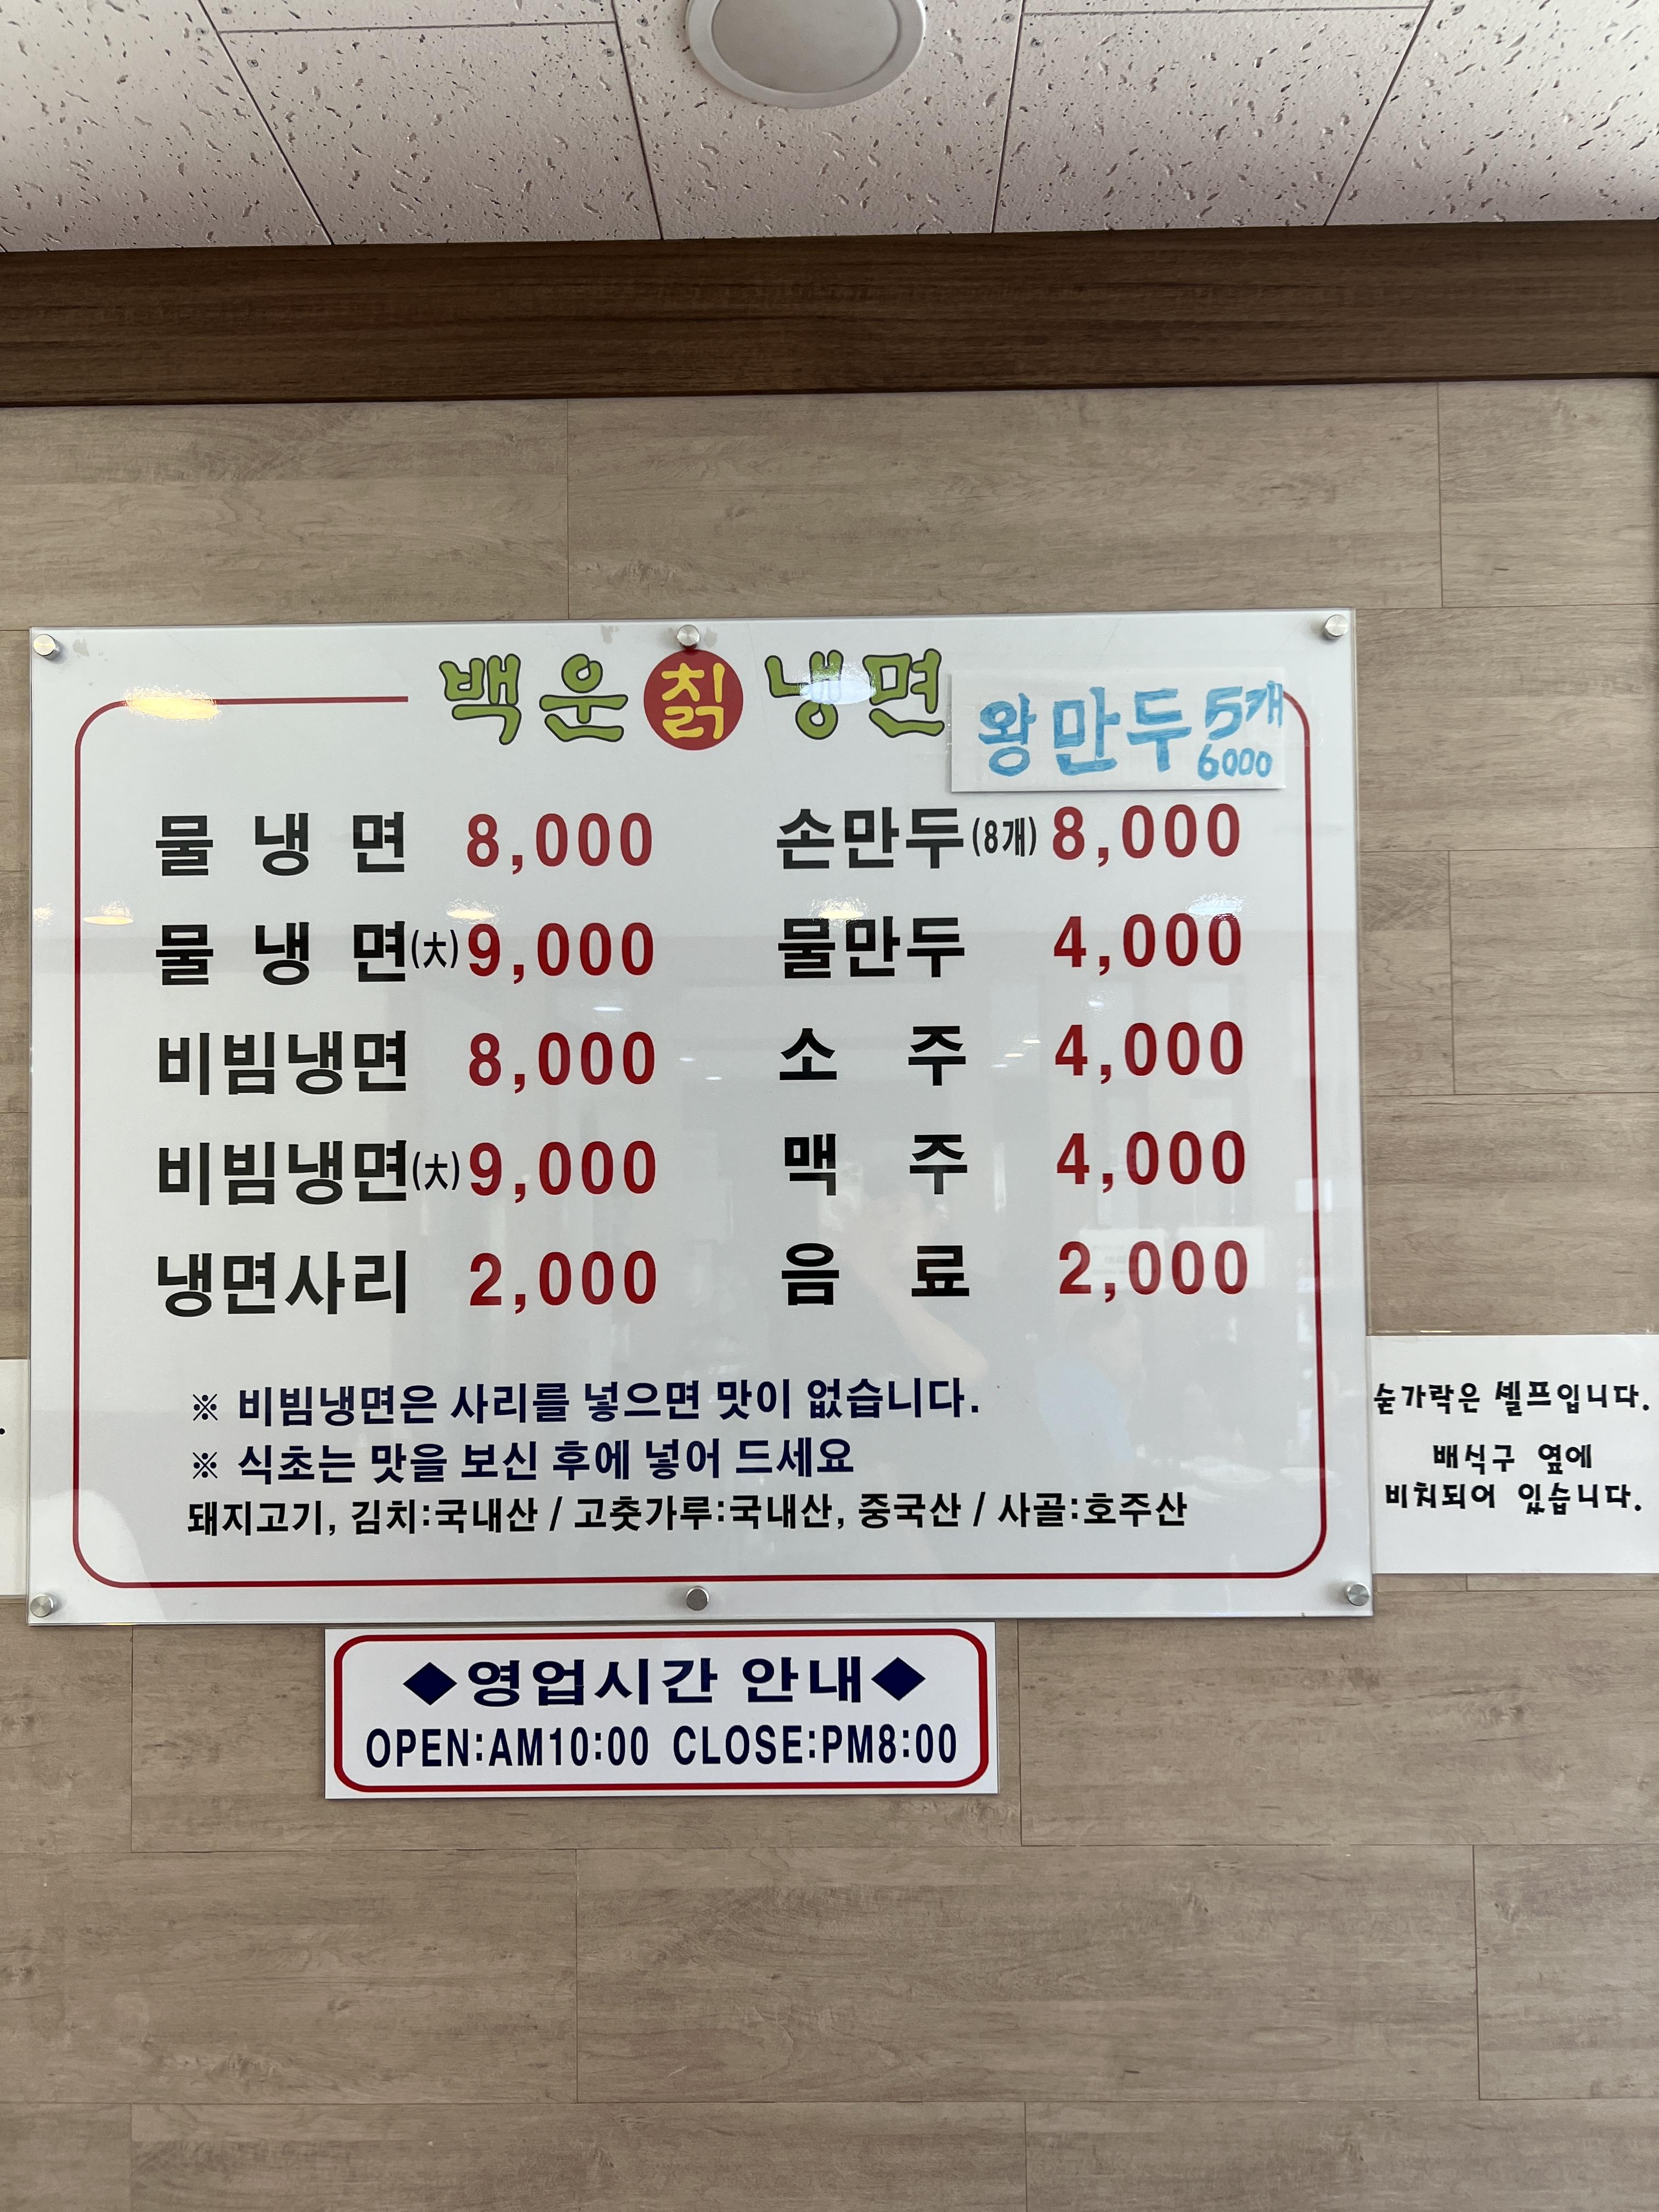 백운칡냉면
왕만두 5개
6000
물냉면 8,000
물냉면(大) 9,000
비빔냉면 8,000
비빔냉면(大) 9,000
냉면사리 2,000
손만두(8개) 8,000
물만두 4,000
소주 4,000
맥주 4,000
음료 2,000
※ 비빔냉면은 사리를 넣으면 맛이 없습니다.
※ 식초는 맛을 보신 후에 넣어 드세요
돼지고기, 김치:국내산 / 고춧가루:국내산, 중국산 / 사골:호주산
숟가락은 셀프입니다.
배식구 옆에
비치되어 있습니다.
◆영업시간 안내◆
OPEN:AM10:00 CLOSE:PM8:00